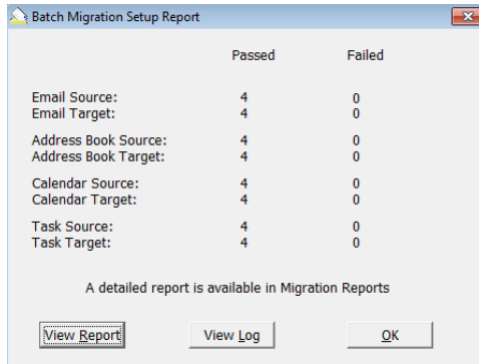 Batch Migration Setup Report
Passed Failed
Email Source: 4 0
Email Target: 4 0
Address Book Source: 4 0
Address Book Target: 4 0
Calendar Source: 4 0
Calendar Target: 4 0
Task Source: 4 0
Task Target: 4 0
A detailed report is available in Migration Reports
View Report View Log OK